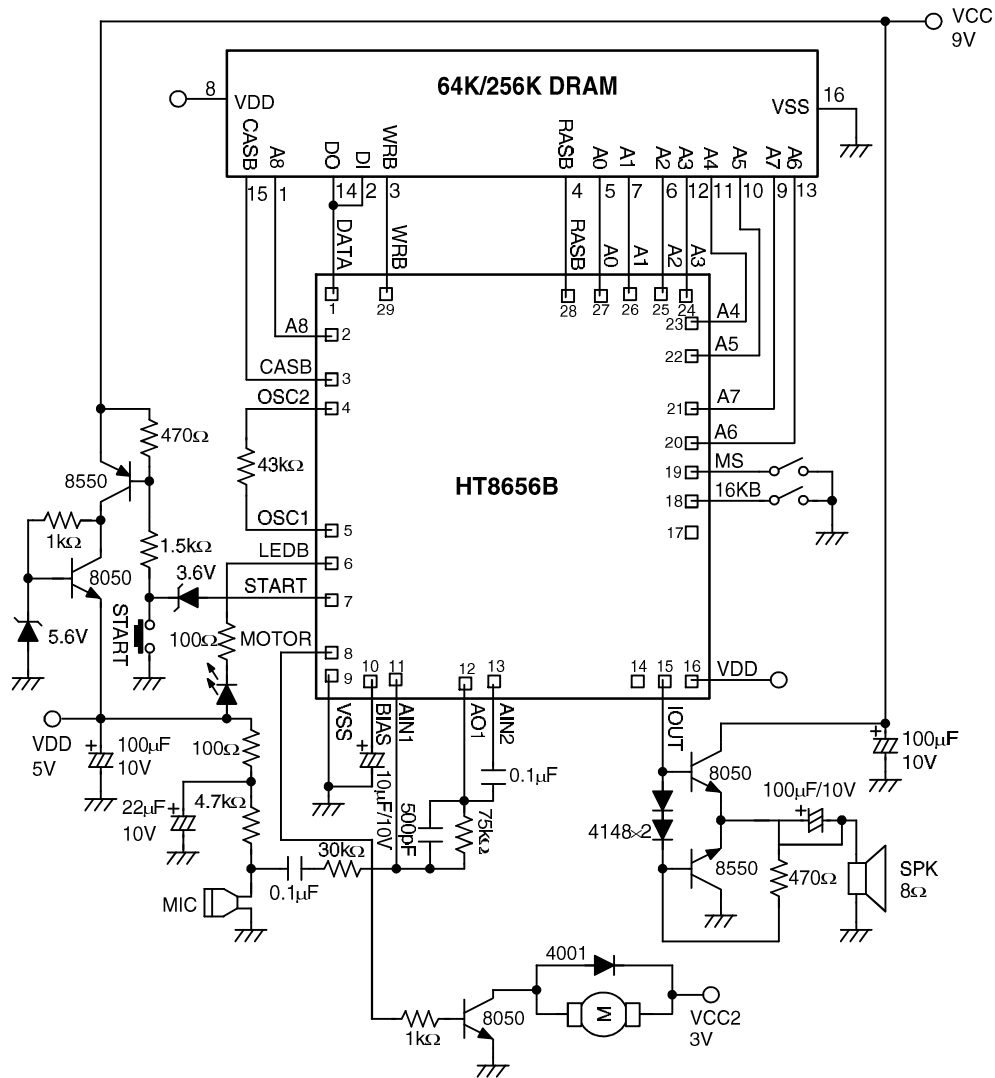 VCC
9V
64K/256K DRAM
8
VDD
VSS
16
CASB
A8
DO
DI
WRB
RASB
A0
A1
A2
A3
A4
A5
A7
A6
15
1
14
2
3
4
5
7
6
12
11
10
9
13
DATA
WRB
RASB
A0
A1
A2
A3
1
29
28
27
26
25
24
A8
2
23
A4
CASB
3
22
A5
OSC2
4
21
A7
20
A6
470Ω
43kΩ
HT8656B
19
MS
8550
18
16KB
OSC1
5
17
1kΩ
1.5kΩ
LEDB
6
8050
3.6V
START
7
5.6V
START
100Ω
MOTOR
8
9
10
11
12
13
14
15
16
VDD
VSS
BIAS
AIN1
AO1
AIN2
IOUT
VDD
5V
+
100µF
10V
100Ω
+
10µF/10V
0.1µF
8050
+
100µF
10V
22µF
10V
+
4.7kΩ
500pF
75kΩ
4148×2
100µF/10V
+
30kΩ
0.1µF
8550
470Ω
SPK
8Ω
MIC
4001
M
8050
1kΩ
VCC2
3V